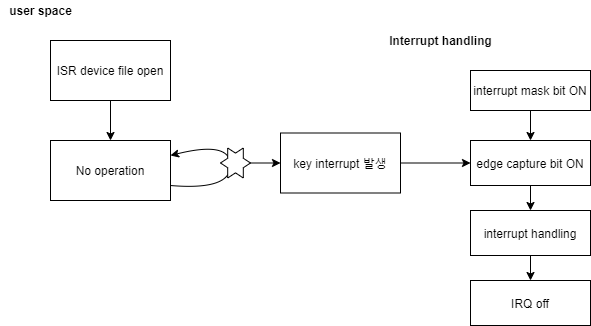 user space
Interrupt handling
ISR device file open
interrupt mask bit ON
No operation
key interrupt 발생
edge capture bit ON
interrupt handling
IRQ off